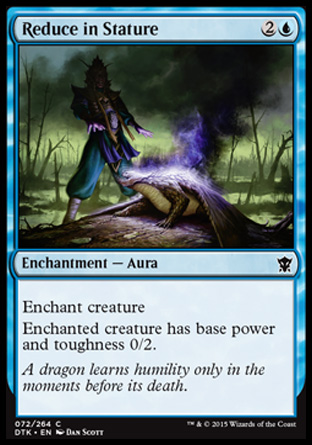 Reduce in Stature 2
Enchantment — Aura
Enchant creature
Enchanted creature has base power
and toughness 0/2.
A dragon learns humility only in the
moments before its death.
072/264 C
DTK • EN Dan Scott
™ & © 2015 Wizards of the Coast